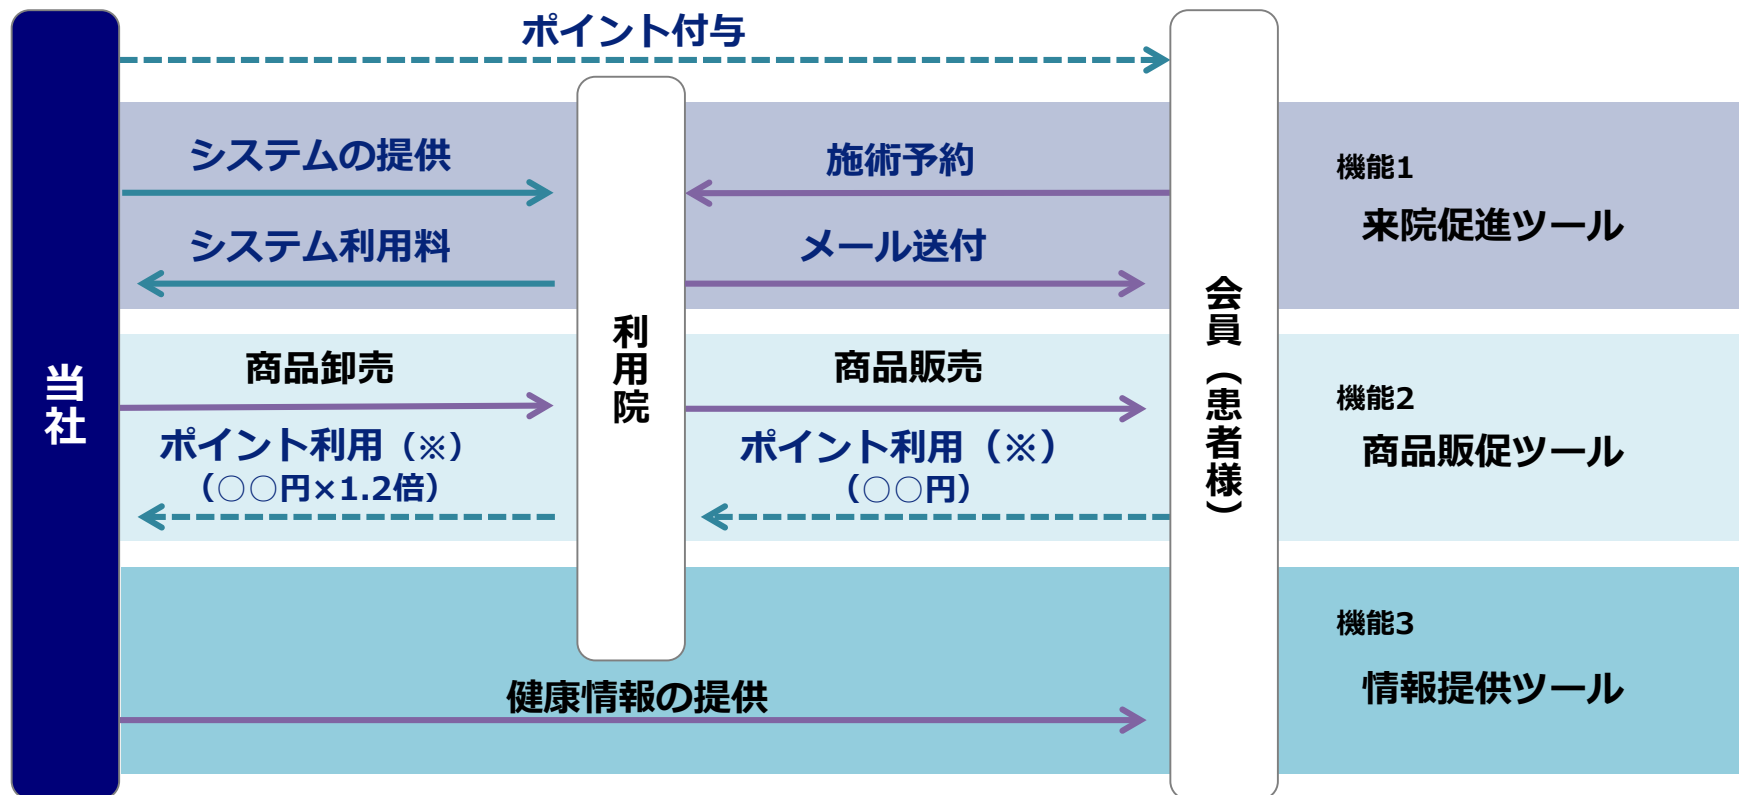 ポイント付与
システムの提供
施術予約
機能1
来院促進ツール
システム利用料
メール送付
当社
利用院
会員（患者様）
商品卸売
商品販売
機能2
商品販促ツール
ポイント利用（※）
（○○円×1.2倍）
ポイント利用（※）
（○○円）
機能3
情報提供ツール
健康情報の提供